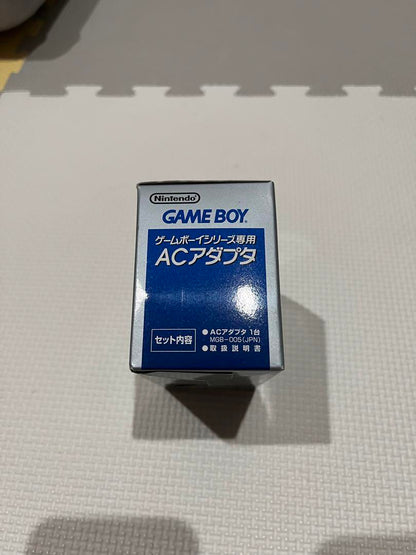 Nintendo
GAME BOY
ゲームボーイシリーズ専用
ACアダプタ
セット内容
●ACアダプタ 1台
MGB-005(JPN)
●取扱説明書